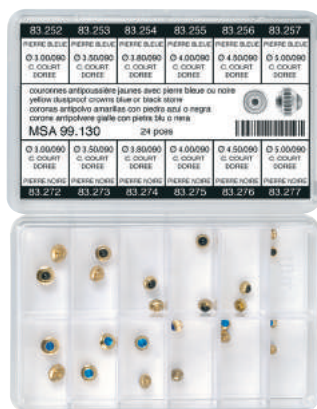 83.252 83.253 83.254 83.255 83.256 83.257
PIERRE BLEUE PIERRE BLEUE PIERRE BLEUE PIERRE BLEUE PIERRE BLEUE PIERRE BLEUE
Ø 3.00/090 Ø 3.50/090 Ø 3.80/090 Ø 4.00/090 Ø 4.50/090 Ø 5.00/090
C. COURT C. COURT C. COURT C. COURT C. COURT C. COURT
DOREE DOREE DOREE DOREE DOREE DOREE
couronnes antipoussière jaunes avec pierre bleue ou noire
yellow dustproof crowns blue or black stone
corona antipolvo amarillas con piedra azul o negra
corone antipolvere gialle con pietra blu o nera
MSA 99.130 24 pces
Ø 3.00/090 Ø 3.50/090 Ø 3.80/090 Ø 4.00/090 Ø 4.50/090 Ø 5.00/090
C. COURT C. COURT C. COURT C. COURT C. COURT C. COURT
DOREE DOREE DOREE DOREE DOREE DOREE
PIERRE NOIRE PIERRE NOIRE PIERRE NOIRE PIERRE NOIRE PIERRE NOIRE PIERRE NOIRE
83.272 83.273 83.274 83.275 83.276 83.277